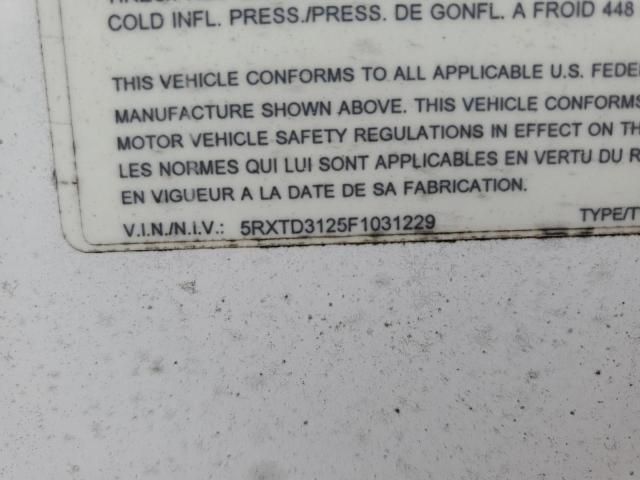 COLD INFL. PRESS./PRESS. DE GONFL. A FROID 448
THIS VEHICLE CONFORMS TO ALL APPLICABLE U.S. FEDE
MANUFACTURE SHOWN ABOVE. THIS VEHICLE CONFORMS
MOTOR VEHICLE SAFETY REGULATIONS IN EFFECT ON TH
LES NORMES QUI LUI SONT APPLICABLES EN VERTU DU R
EN VIGUEUR A LA DATE DE SA FABRICATION.
V.I.N./N.I.V.: 5RXTD3125F1031229 TYPE/T